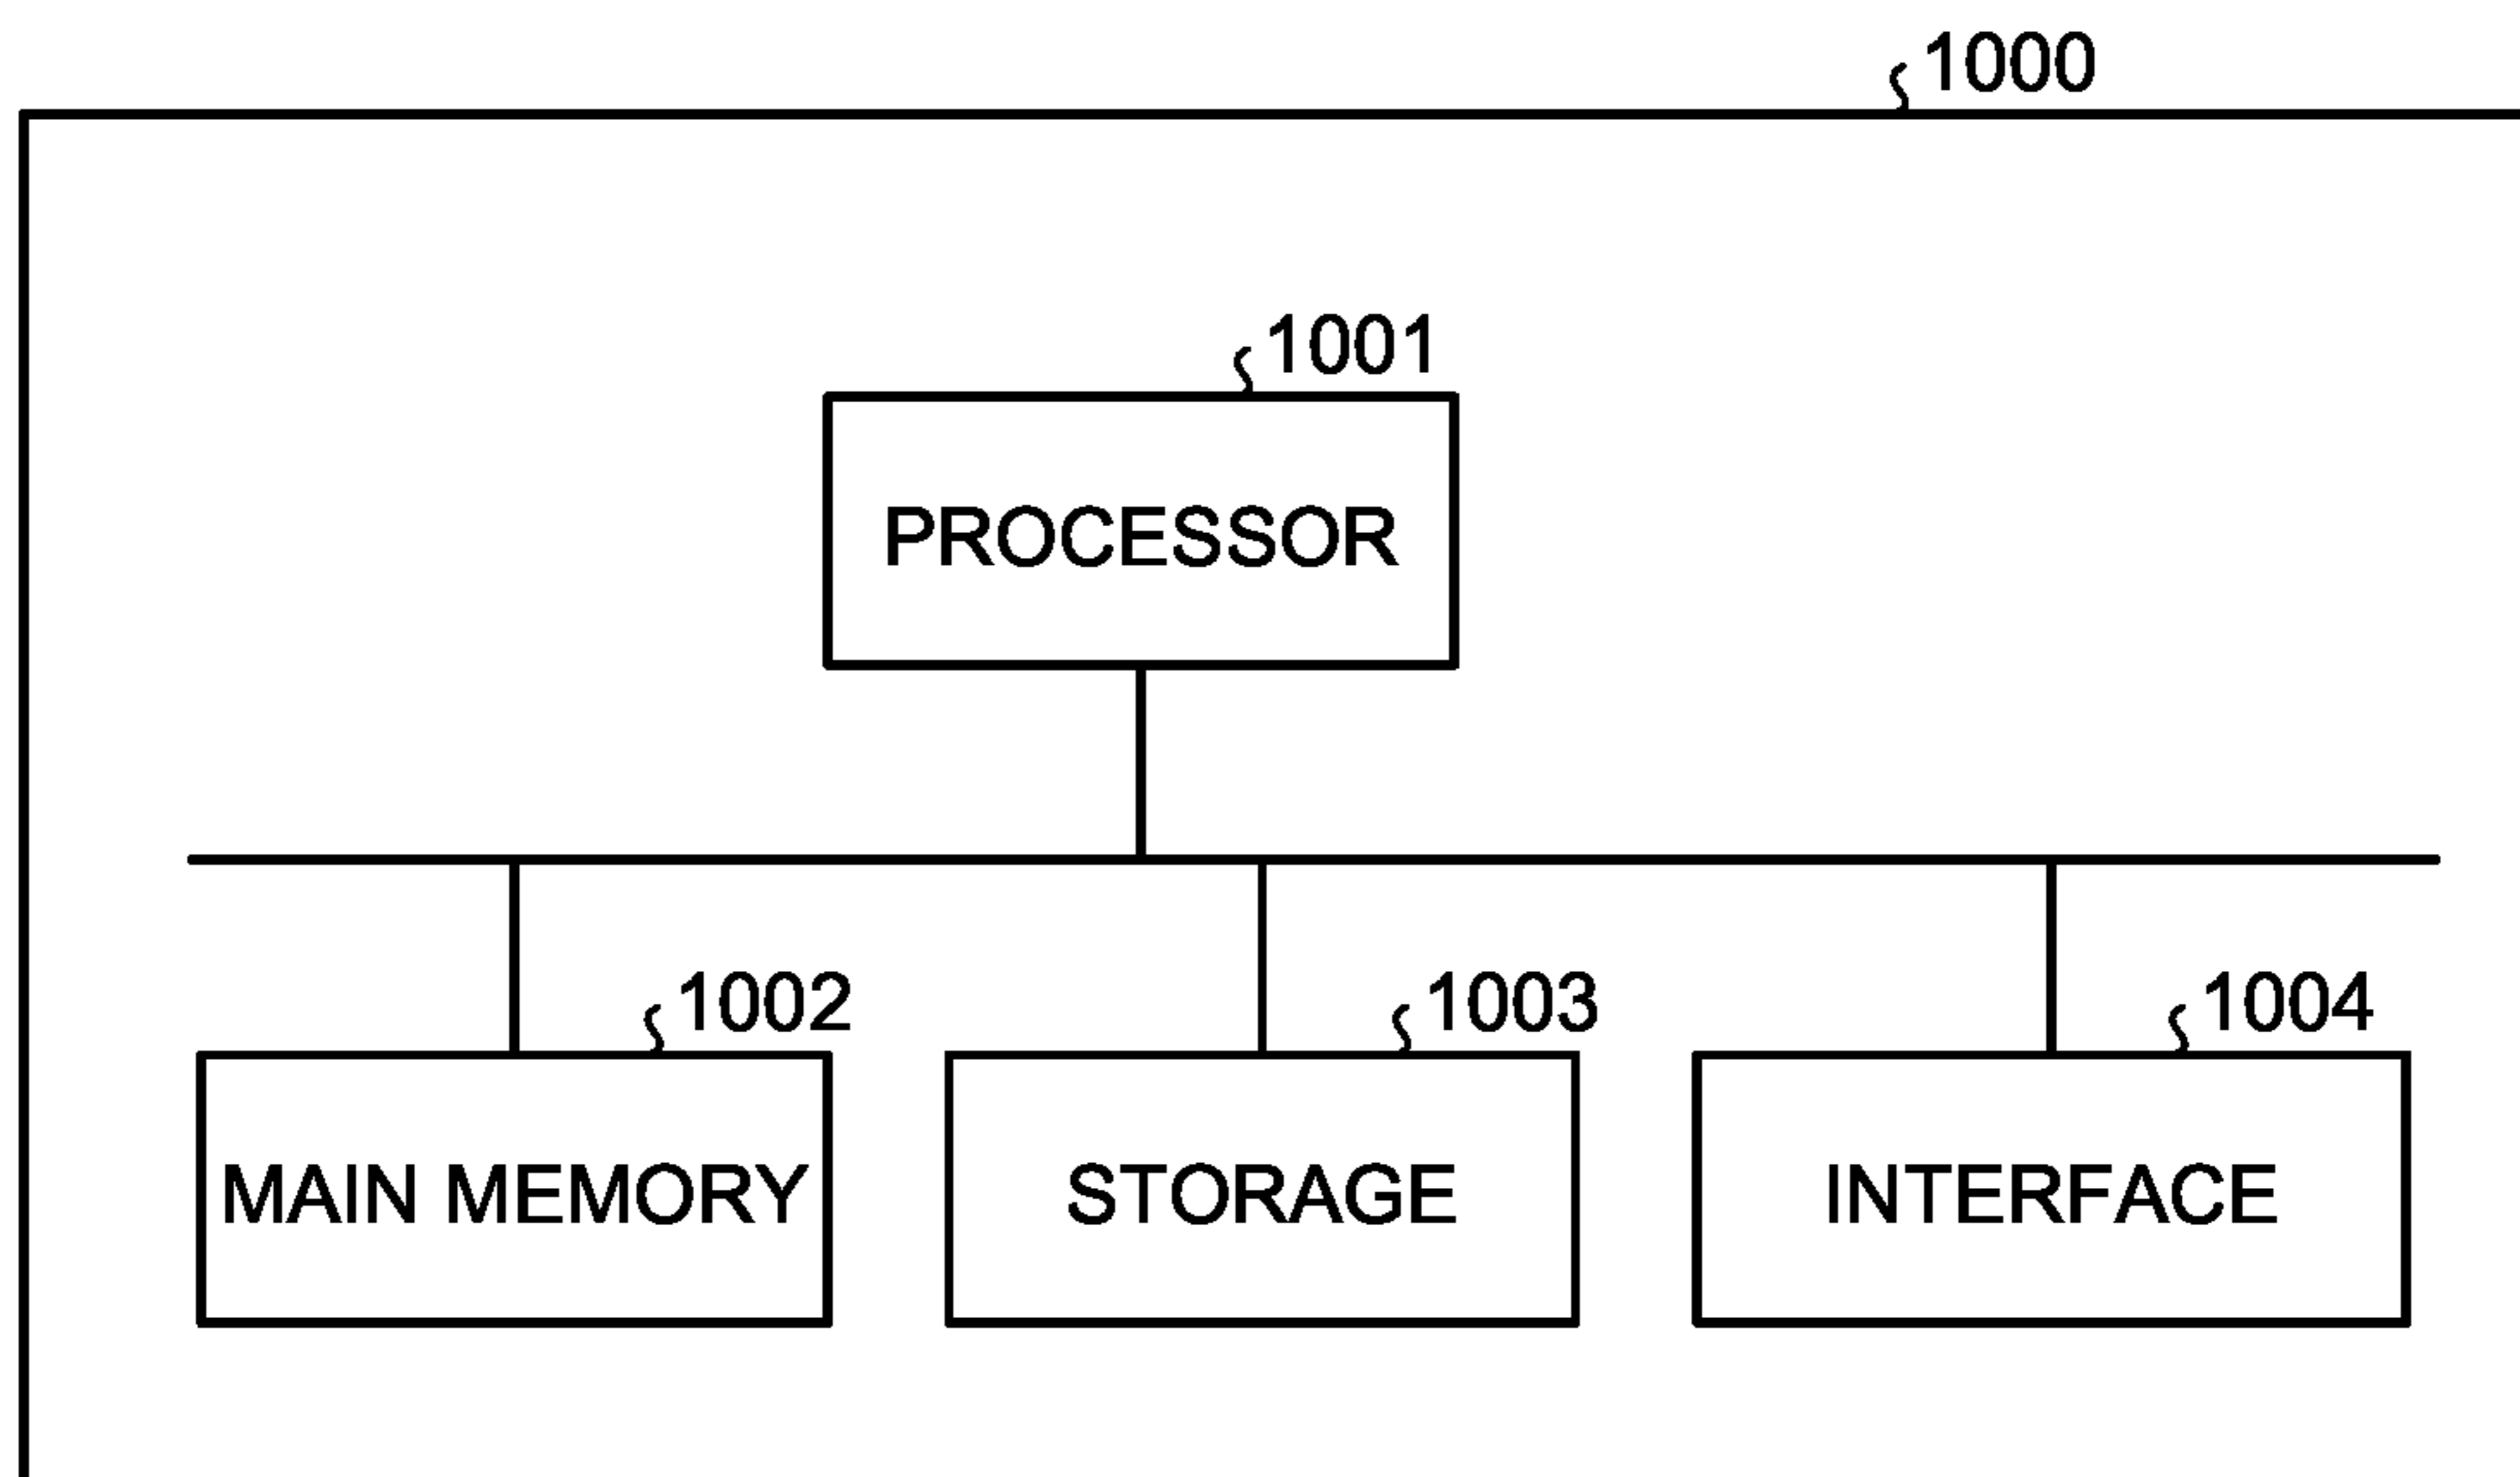 1000
1001
PROCESSOR
1002
1003
1004
MAIN MEMORY
STORAGE
INTERFACE